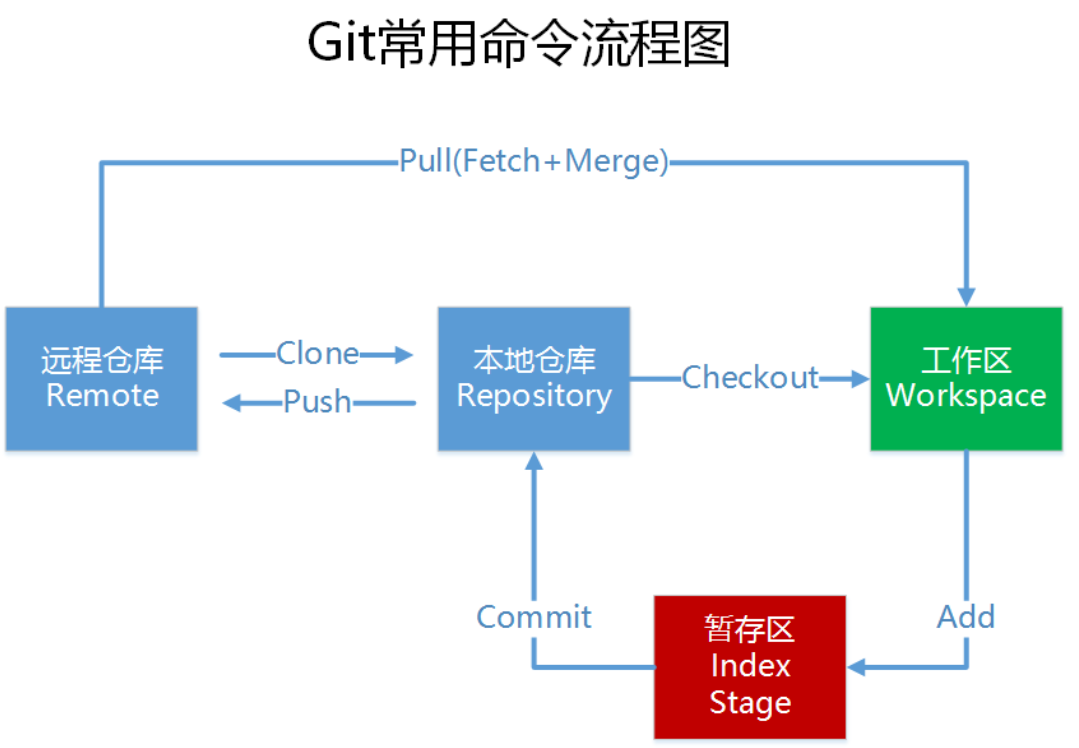 Git常用命令流程图
Pull(Fetch+Merge)
远程仓库
Remote
Clone
Push
本地仓库
Repository
Checkout
工作区
Workspace
Commit
暂存区
Index
Stage
Add